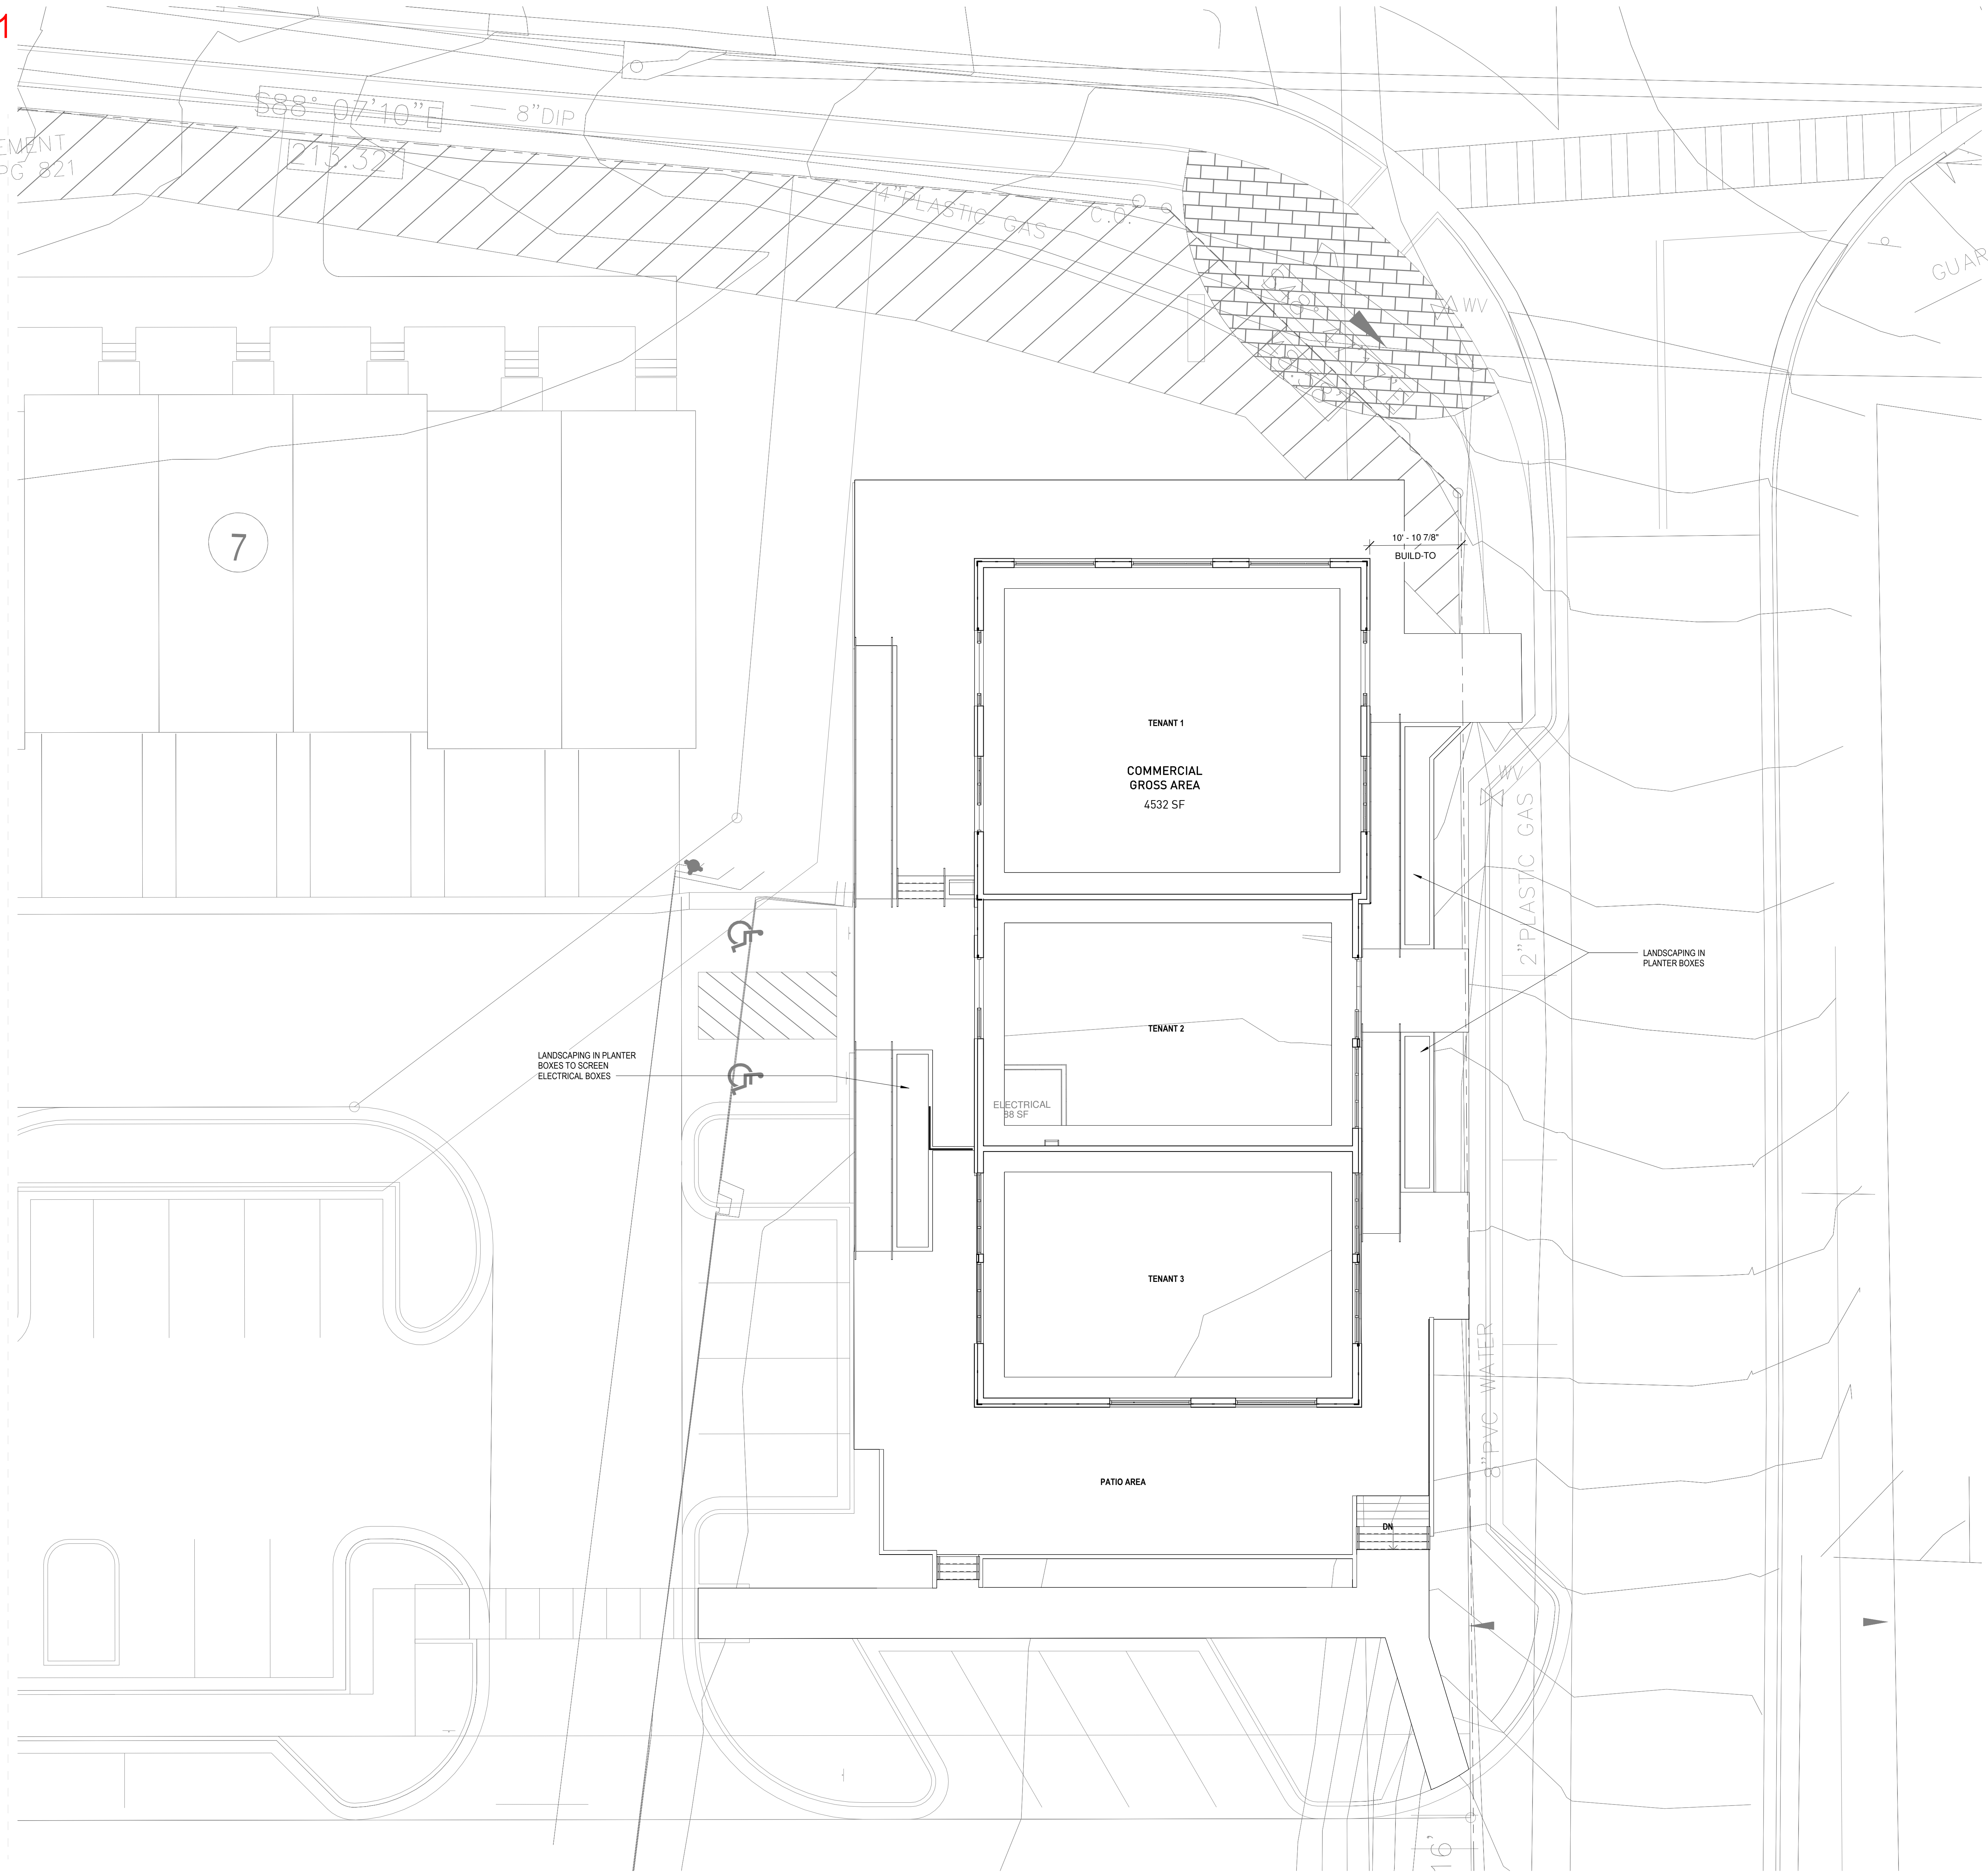 1
S88° 07'10"E
8"DIP
EMENT
PG 821
213.32'
4"PLASTIC GAS
C.O.
WV
GUAR
7
10' - 10 7/8"
BUILD-TO
TENANT 1
COMMERCIAL
GROSS AREA
4532 SF
WV
2"PLASTIC GAS
LANDSCAPING IN
PLANTER BOXES
TENANT 2
LANDSCAPING IN PLANTER
BOXES TO SCREEN
ELECTRICAL BOXES
ELECTRICAL
88 SF
TENANT 3
8"PVC WATER
PATIO AREA
DN
16'